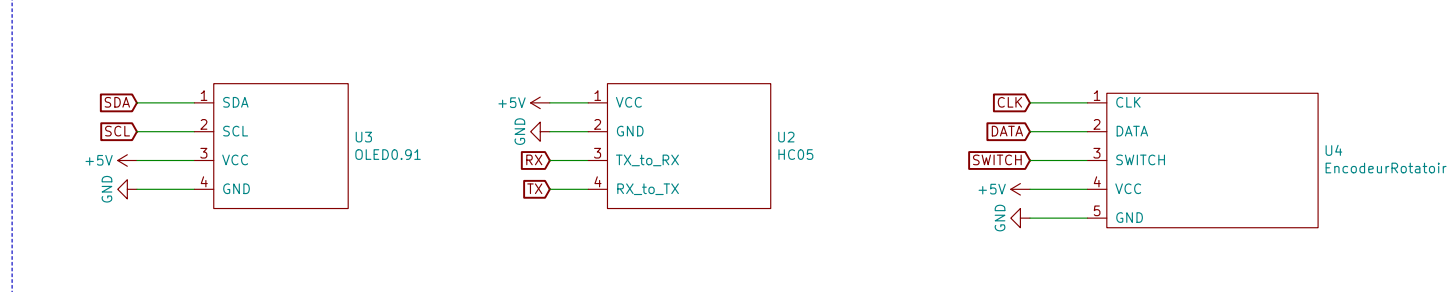 SDA 1 SDA
SCL 2 SCL
+5V 3 VCC
GND 4 GND
U3
OLED0.91
+5V 1 VCC
GND 2 GND
RX 3 TX_to_RX
TX 4 RX_to_TX
U2
HC05
CLK 1 CLK
DATA 2 DATA
SWITCH 3 SWITCH
+5V 4 VCC
GND 5 GND
U4
EncodeurRotatoir